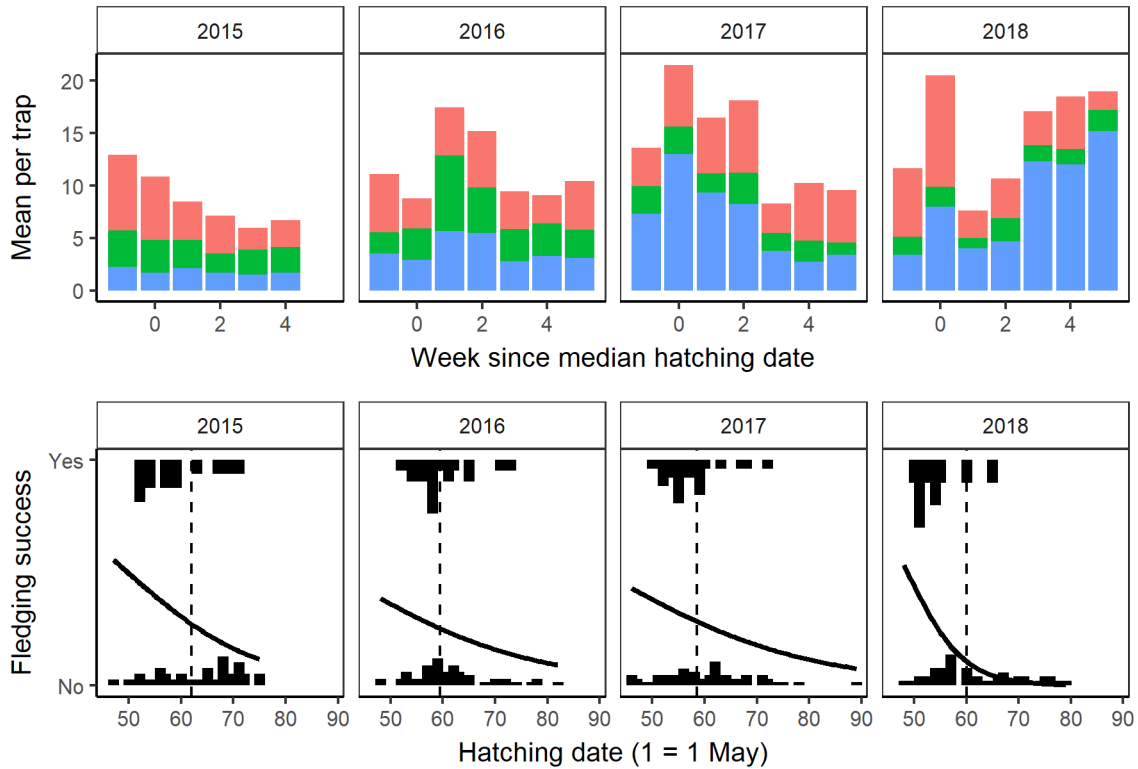 2015 2016 2017 2018
Mean per trap
20
15
10
5
0
0 2 4 0 2 4 0 2 4 0 2 4
Week since median hatching date
2015 2016 2017 2018
Fledging success
Yes
No
50 60 70 80 90 50 60 70 80 90 50 60 70 80 90 50 60 70 80 90
Hatching date (1 = 1 May)